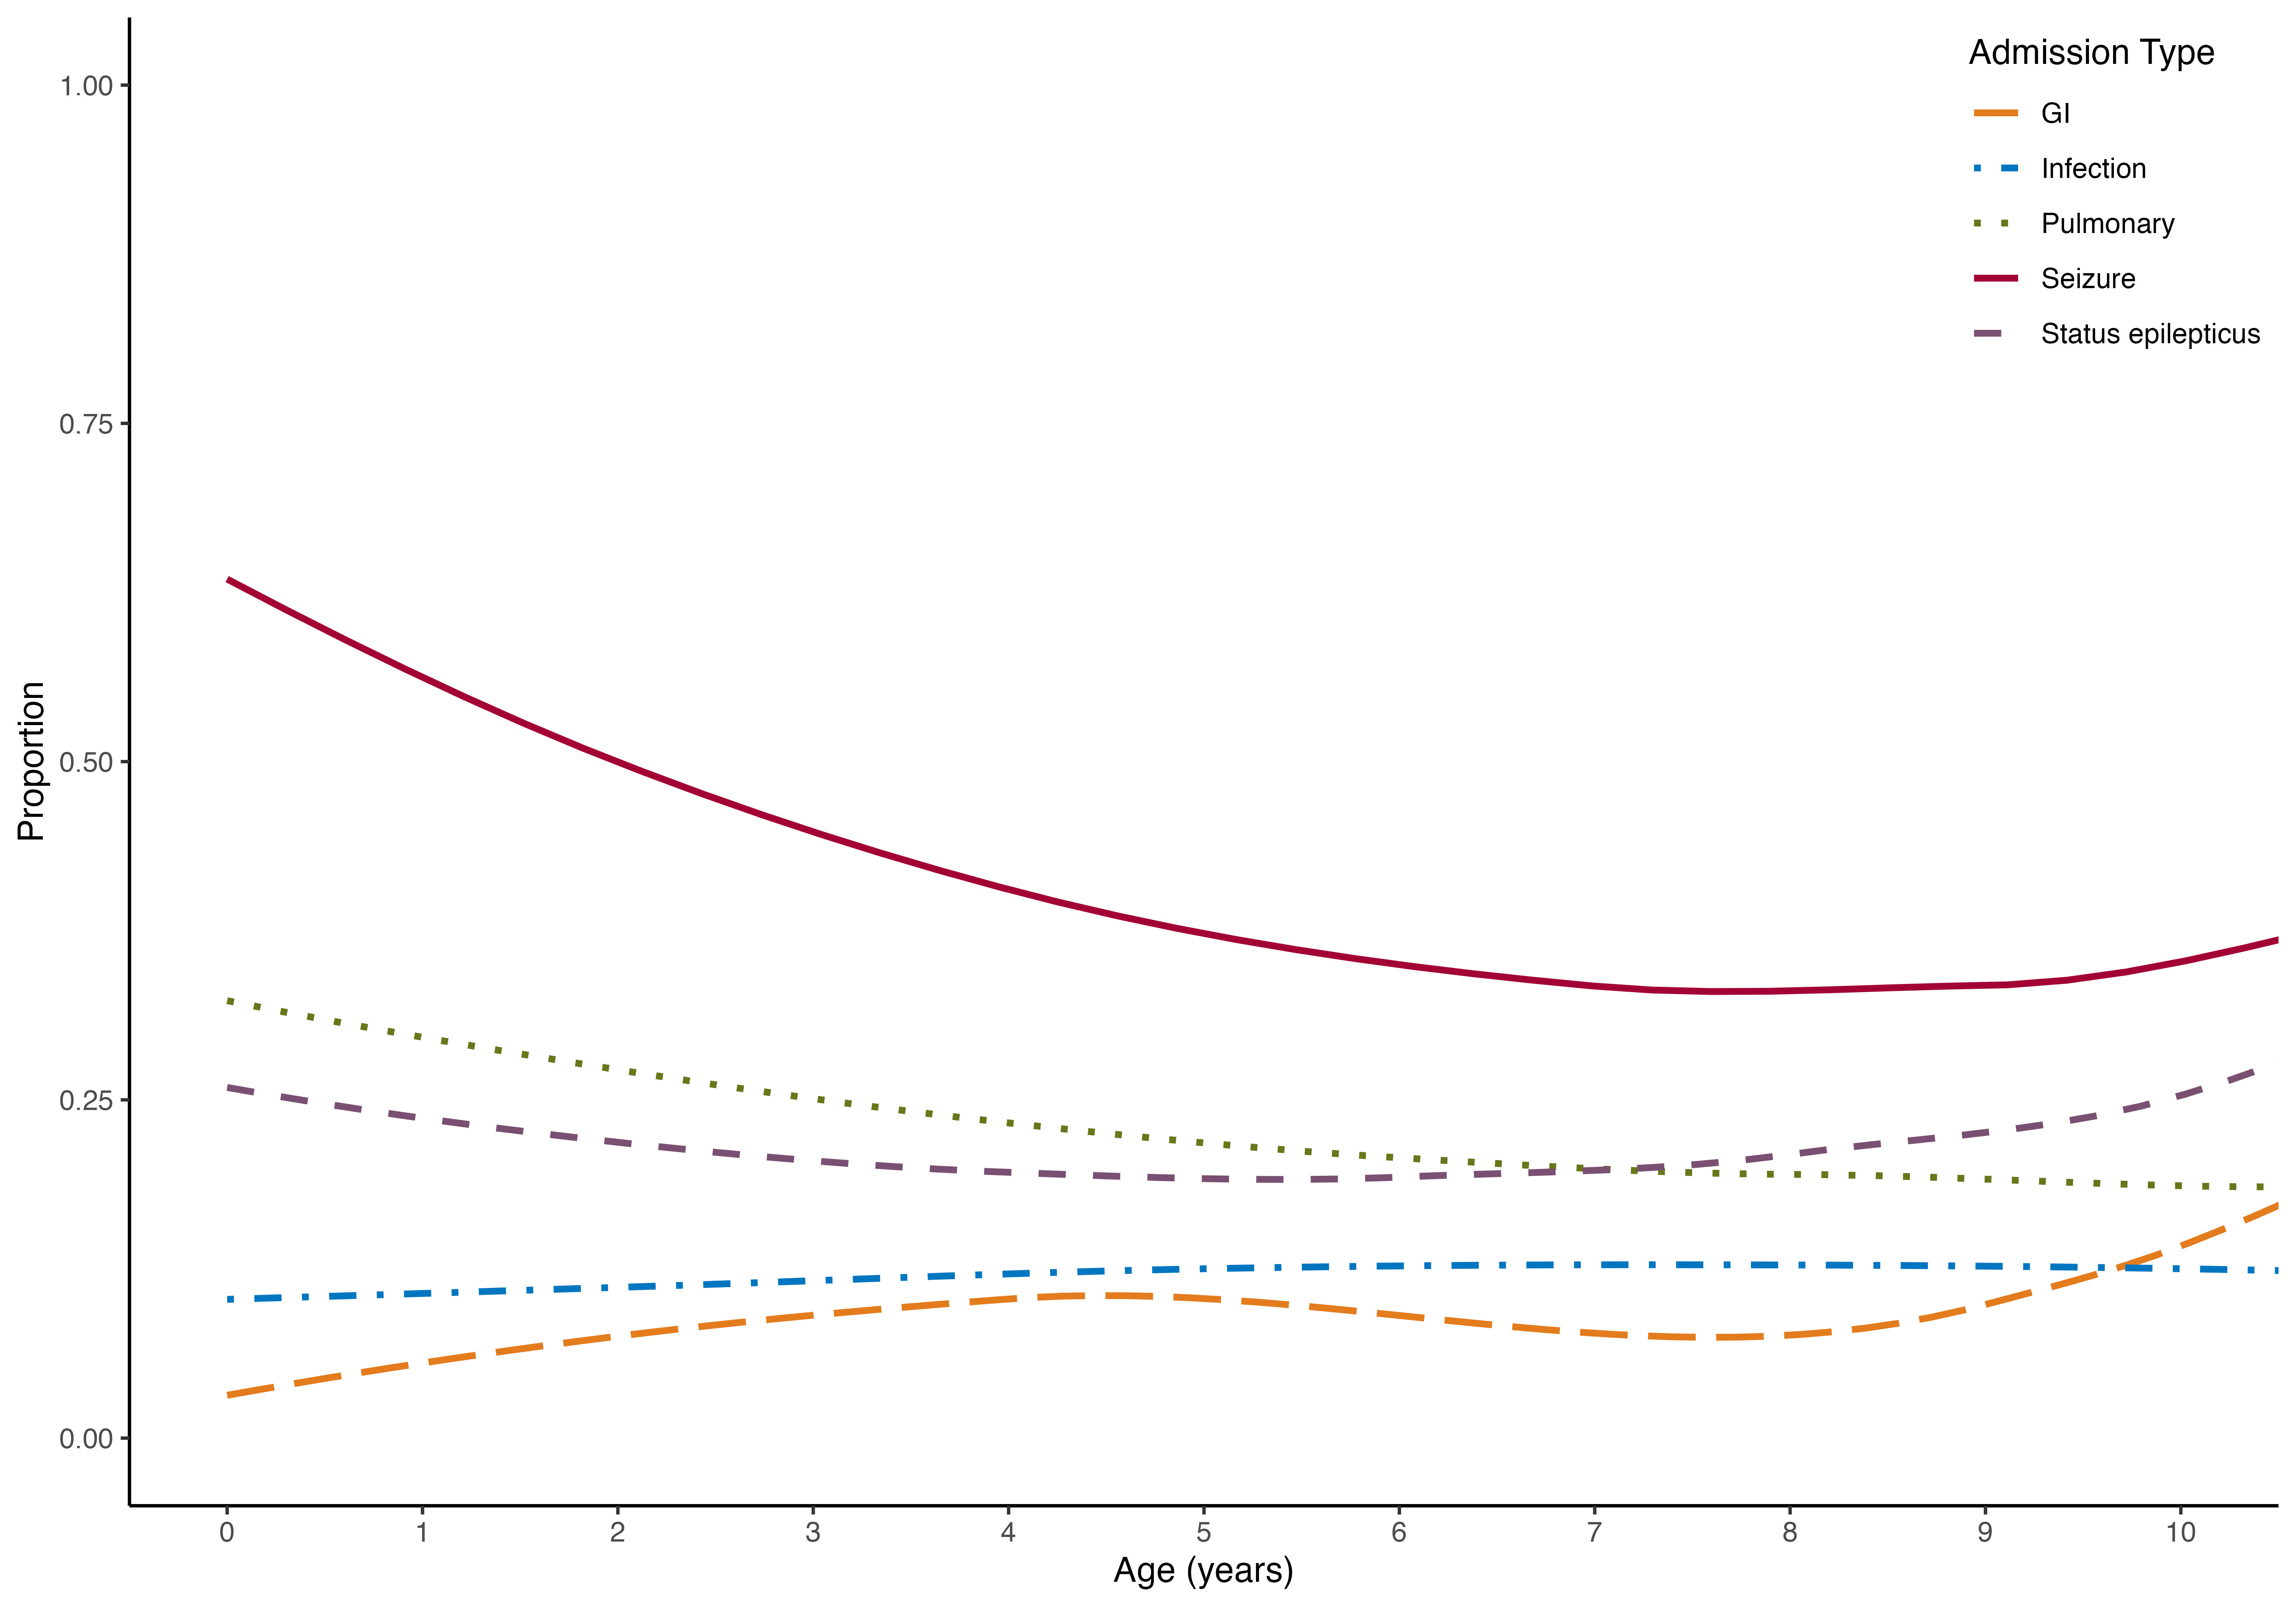 Admission Type
GI
Infection
Pulmonary
Seizure
Status epilepticus
Proportion
1.00
0.75
0.50
0.25
0.00
0 1 2 3 4 5 6 7 8 9 10
Age (years)